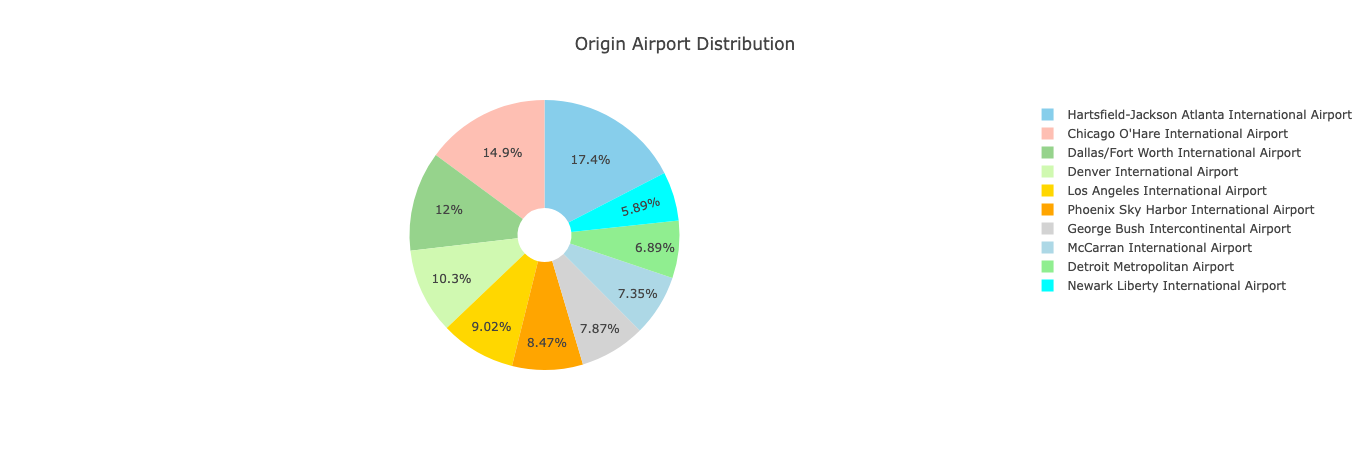 Origin Airport Distribution
14.9%
17.4%
12%
5.89%
6.89%
10.3%
7.35%
9.02%
7.87%
8.47%
Hartsfield-Jackson Atlanta International Airport
Chicago O'Hare International Airport
Dallas/Fort Worth International Airport
Denver International Airport
Los Angeles International Airport
Phoenix Sky Harbor International Airport
George Bush Intercontinental Airport
McCarran International Airport
Detroit Metropolitan Airport
Newark Liberty International Airport